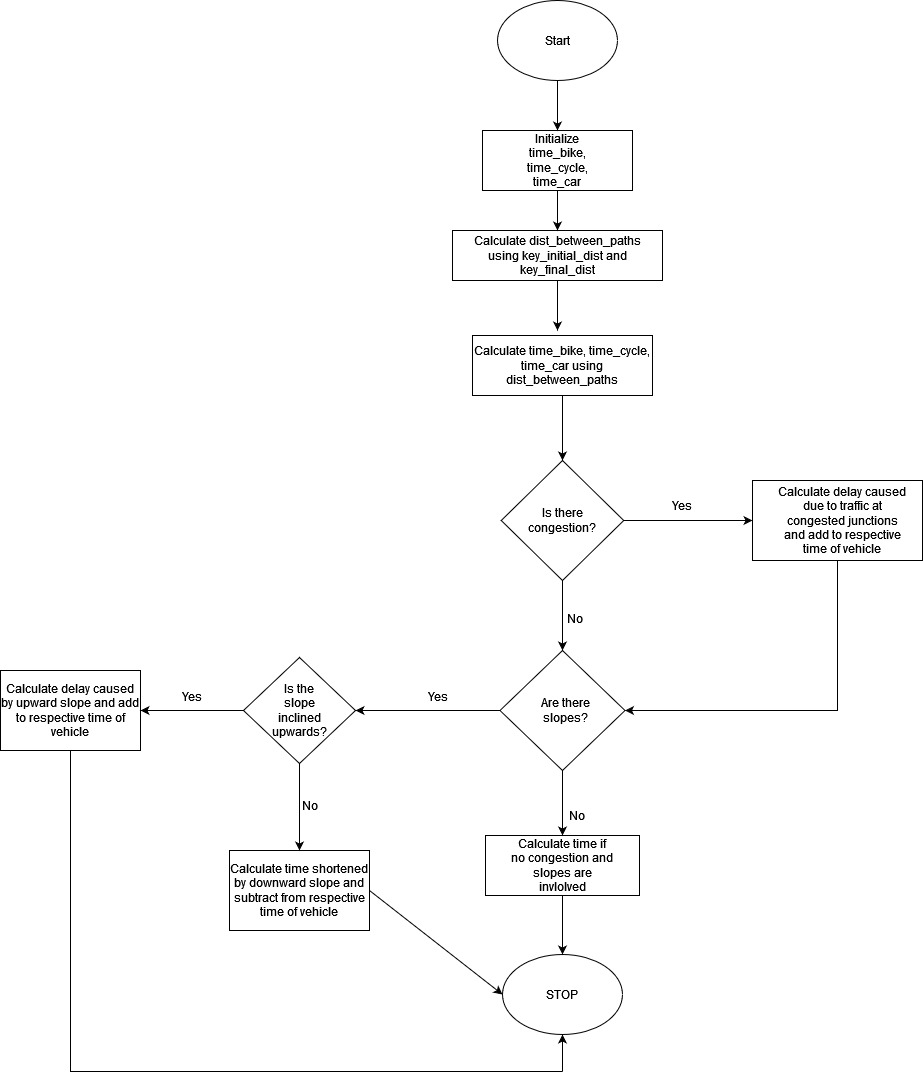 Start
Initialize
time_bike,
time_cycle,
time_car
Calculate dist_between_paths
using key_initial_dist and
key_final_dist
Calculate time_bike, time_cycle,
time_car using
dist_between_paths
Is there
congestion?
Yes
Calculate delay caused
due to traffic at
congested junctions
and add to respective
time of vehicle
No
Are there
slopes?
Yes
Is the
slope
inclined
upwards?
Yes
Calculate delay caused
by upward slope and add
to respective time of
vehicle
No
Calculate time shortened
by downward slope and
subtract from respective
time of vehicle
No
Calculate time if
no congestion and
slopes are
invlolved
STOP